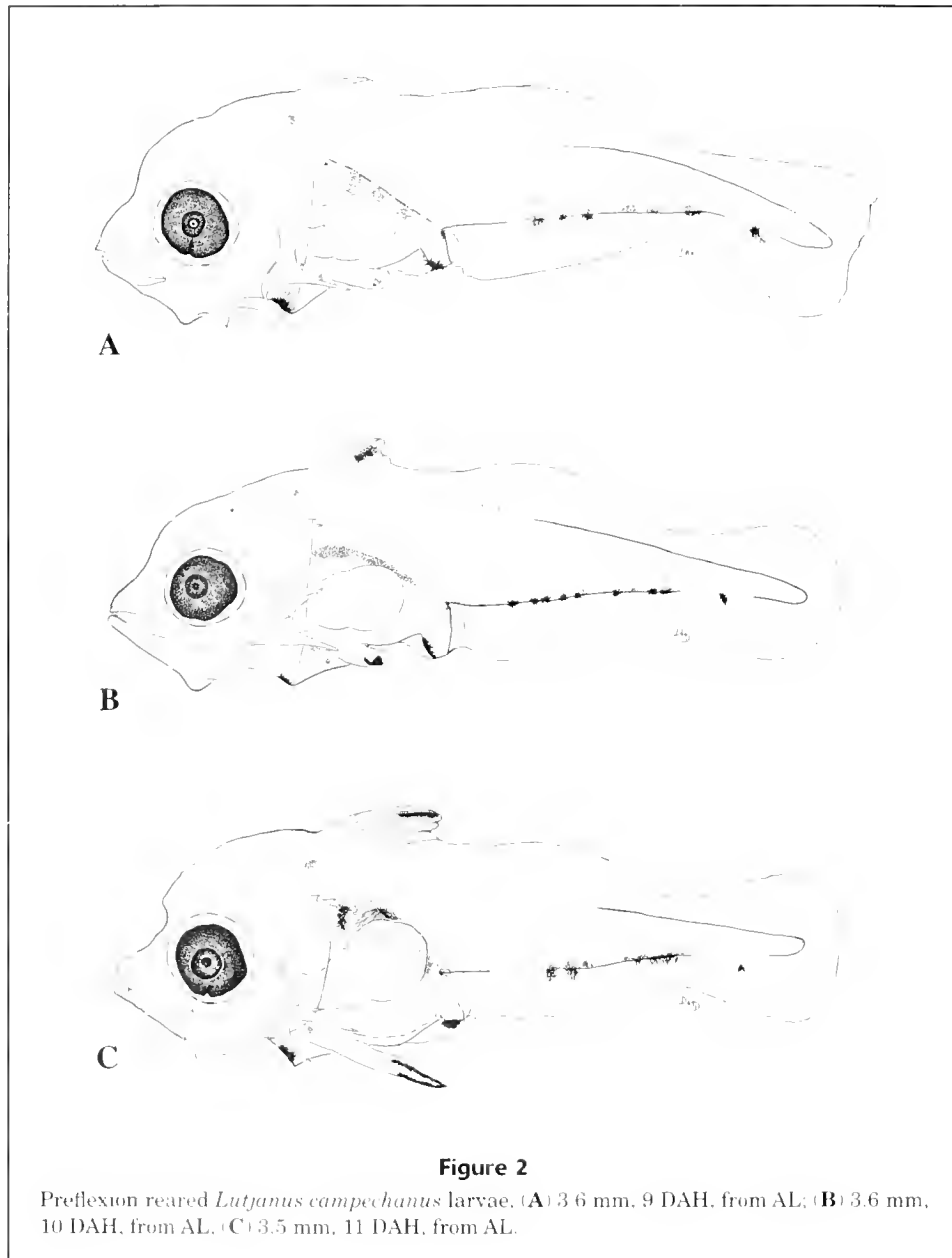 A
B
C
Figure 2
Preflexion reared Lutjanus campechanus larvae, (A) 3 6 mm, 9 DAH, from AL; (B) 3.6 mm,
10 DAH, from AL, (C) 3.5 mm, 11 DAH, from AL.